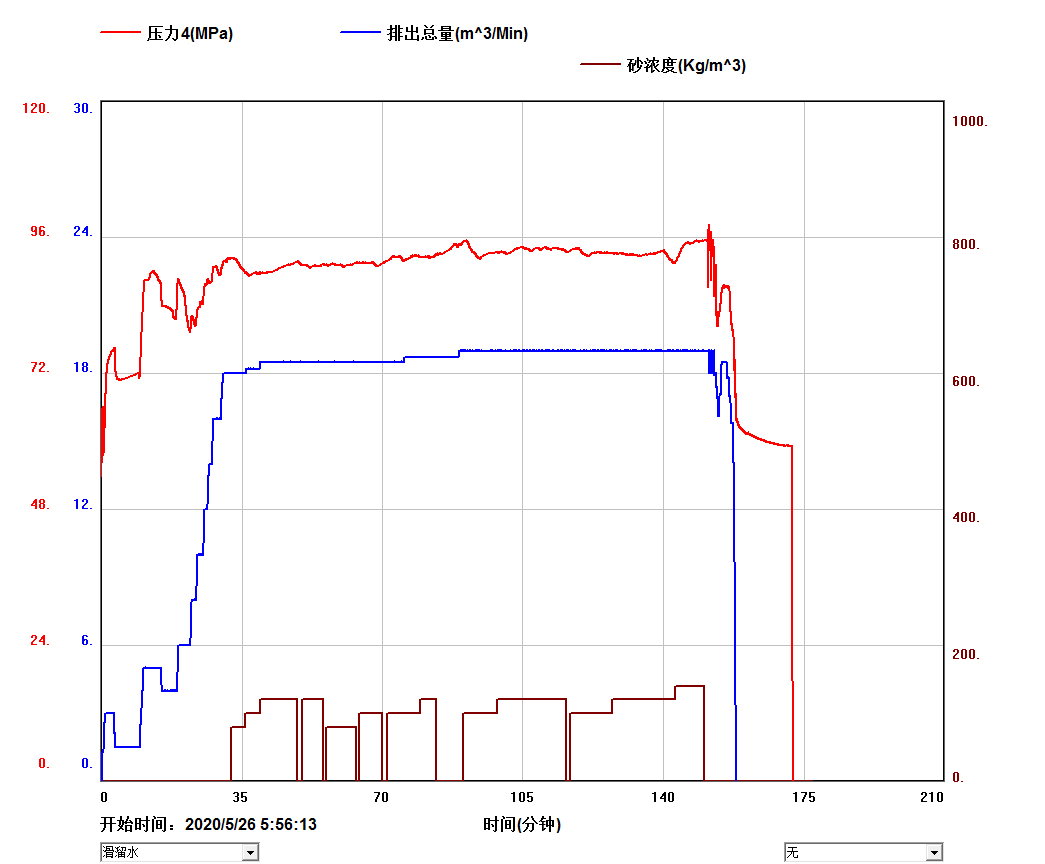 压力4(MPa) 排出总量(m^3/Min)
砂浓度(Kg/m^3)
120. 30. 1000.
96. 24. 800.
72. 18. 600.
48. 12. 400.
24. 6. 200.
0. 0. 0.
0 35 70 105 140 175 210
开始时间：2020/5/26 5:56:13 时间(分钟)
滑溜水 无